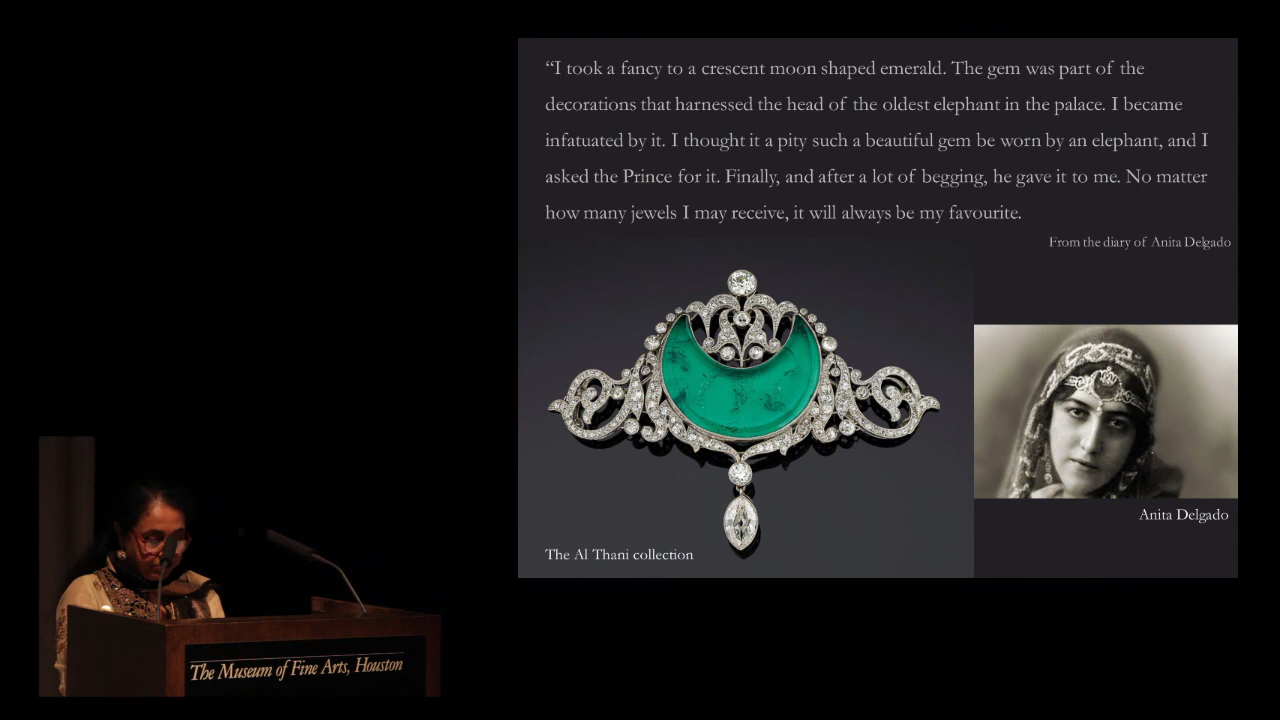 “I took a fancy to a crescent moon shaped emerald. The gem was part of the
decorations that harnessed the head of the oldest elephant in the palace. I became
infatuated by it. I thought it a pity such a beautiful gem be worn by an elephant, and I
asked the Prince for it. Finally, and after a lot of begging, he gave it to me. No matter
how many jewels I may receive, it will always be my favourite.
From the diary of Anita Delgado
Anita Delgado
The Al Thani collection
The Museum of Fine Arts, Houston